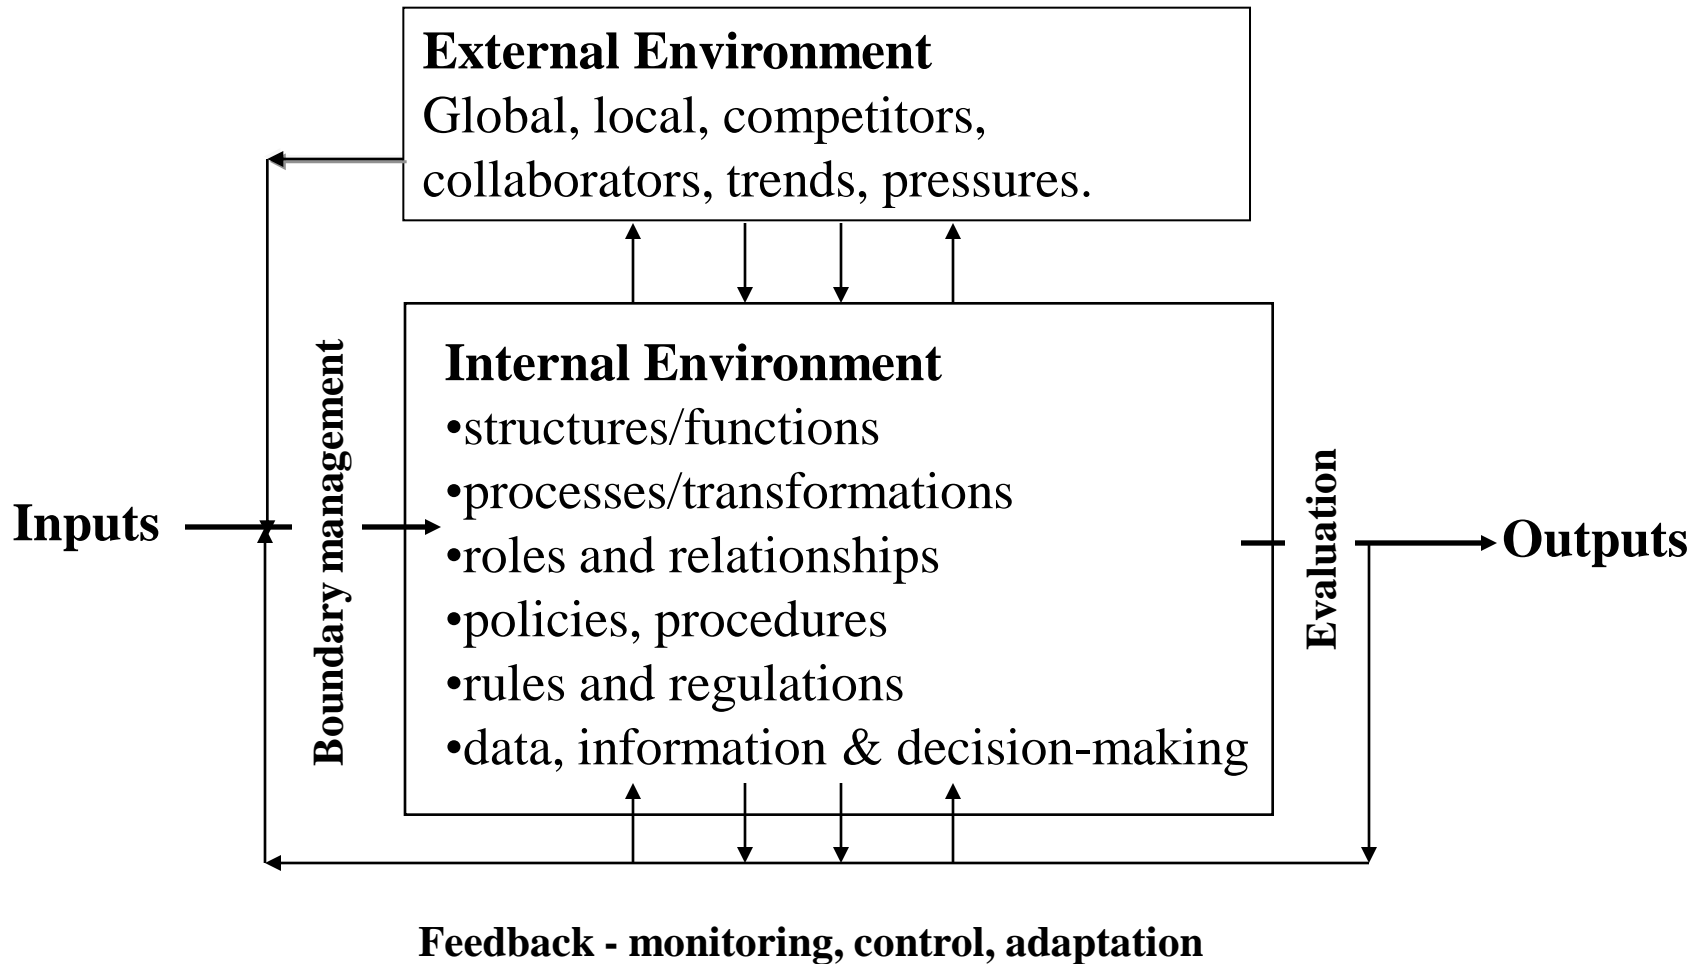 External Environment
Global, local, competitors,
collaborators, trends, pressures.
Inputs
Boundary management
Internal Environment
•structures/functions
•processes/transformations
•roles and relationships
•policies, procedures
•rules and regulations
•data, information & decision-making
Evaluation
Outputs
Feedback - monitoring, control, adaptation